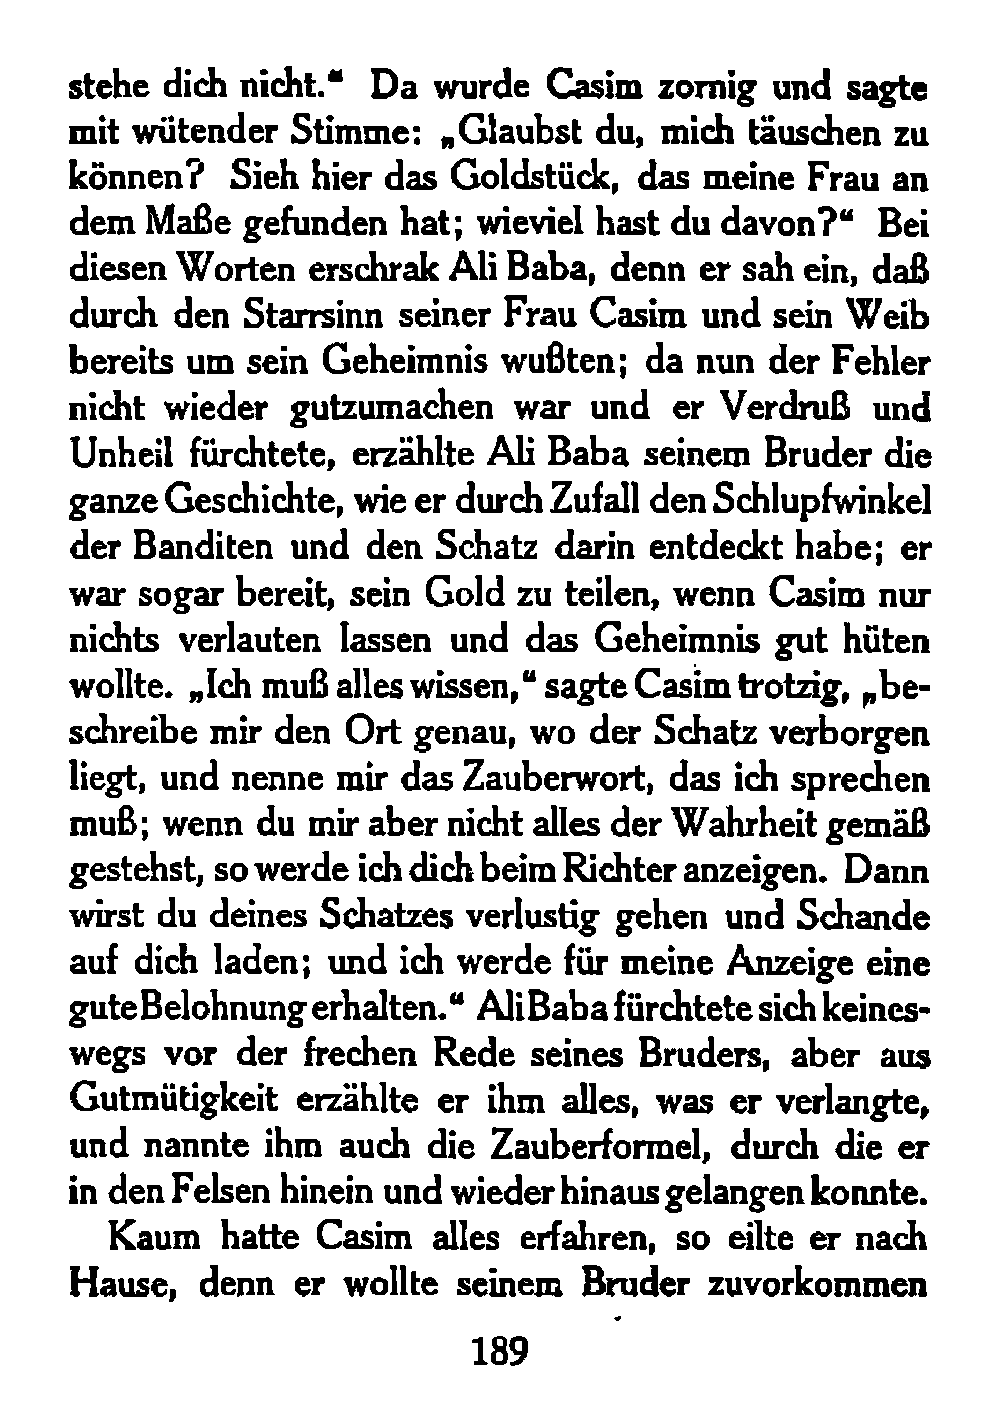 stehe dich nicht.“ Da wurde Casim zornig und sagte
mit wütender Stimme: „Glaubst du, mich täuschen zu
können? Sieh hier das Goldstück, das meine Frau an
dem Maße gefunden hat; wieviel hast du davon?“ Bei
diesen Worten erschrak Ali Baba, denn er sah ein, daß
durch den Starrsinn seiner Frau Casim und sein Weib
bereits um sein Geheimnis wußten; da nun der Fehler
nicht wieder gutzumachen war und er Verdruß und
Unheil fürchtete, erzählte Ali Baba seinem Bruder die
ganze Geschichte, wie er durch Zufall den Schlupfwinkel
der Banditen und den Schatz darin entdeckt habe; er
war sogar bereit, sein Gold zu teilen, wenn Casim nur
nichts verlauten lassen und das Geheimnis gut hüten
wollte. „Ich muß alles wissen,“ sagte Casim trotzig, „be-
schreibe mir den Ort genau, wo der Schatz verborgen
liegt, und nenne mir das Zauberwort, das ich sprechen
muß; wenn du mir aber nicht alles der Wahrheit gemäß
gestehst, so werde ich dich beim Richter anzeigen. Dann
wirst du deines Schatzes verlustig gehen und Schande
auf dich laden; und ich werde für meine Anzeige eine
gute Belohnung erhalten.“ Ali Baba fürchtete sich keines-
wegs vor der frechen Rede seines Bruders, aber aus
Gutmütigkeit erzählte er ihm alles, was er verlangte,
und nannte ihm auch die Zauberformel, durch die er
in den Felsen hinein und wieder hinaus gelangen konnte.
Kaum hatte Casim alles erfahren, so eilte er nach
Hause, denn er wollte seinem Bruder zuvorkommen
189